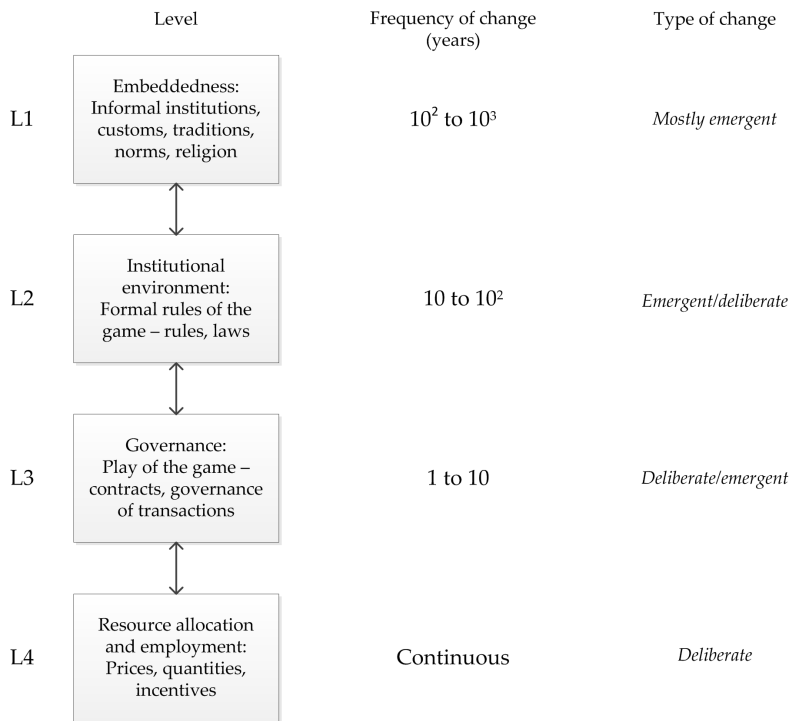 Level
Frequency of change
(years)
Type of change
L1
Embeddedness:
Informal institutions,
customs, traditions,
norms, religion
10² to 10³
Mostly emergent
L2
Institutional
environment:
Formal rules of the
game – rules, laws
10 to 10²
Emergent/deliberate
L3
Governance:
Play of the game –
contracts, governance
of transactions
1 to 10
Deliberate/emergent
L4
Resource allocation
and employment:
Prices, quantities,
incentives
Continuous
Deliberate